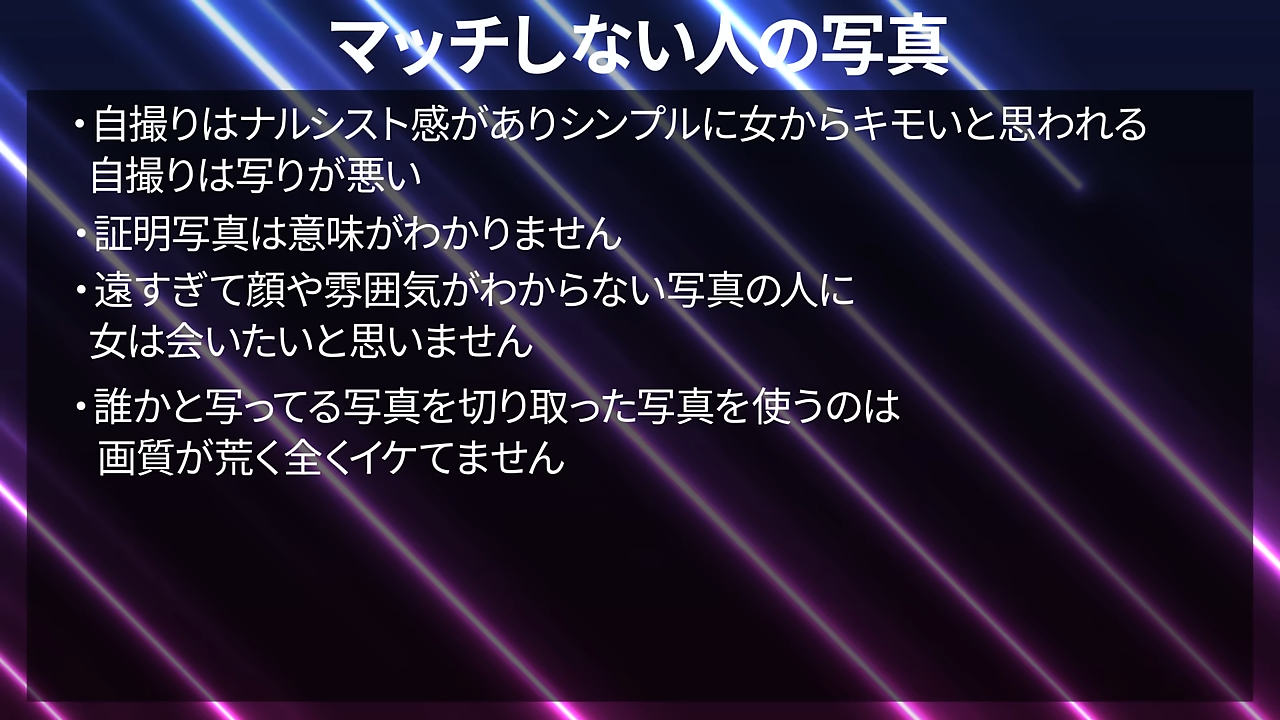 マッチしない人の写真
・自撮りはナルシスト感がありシンプルに女からキモいと思われる
自撮りは写りが悪い
・証明写真は意味がわかりません
・遠すぎて顔や雰囲気がわからない写真の人に
女は会いたいと思いません
・誰かと写ってる写真を切り取った写真を使うのは
画質が荒く全くイケてません